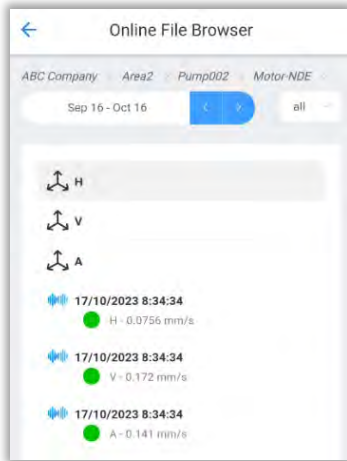 Online File Browser
ABC Company Area2 Pump002 Motor-NDE
Sep 16 - Oct 16 all
H
V
A
17/10/2023 8:34:34
H - 0.0756 mm/s
17/10/2023 8:34:34
V - 0.172 mm/s
17/10/2023 8:34:34
A - 0.141 mm/s